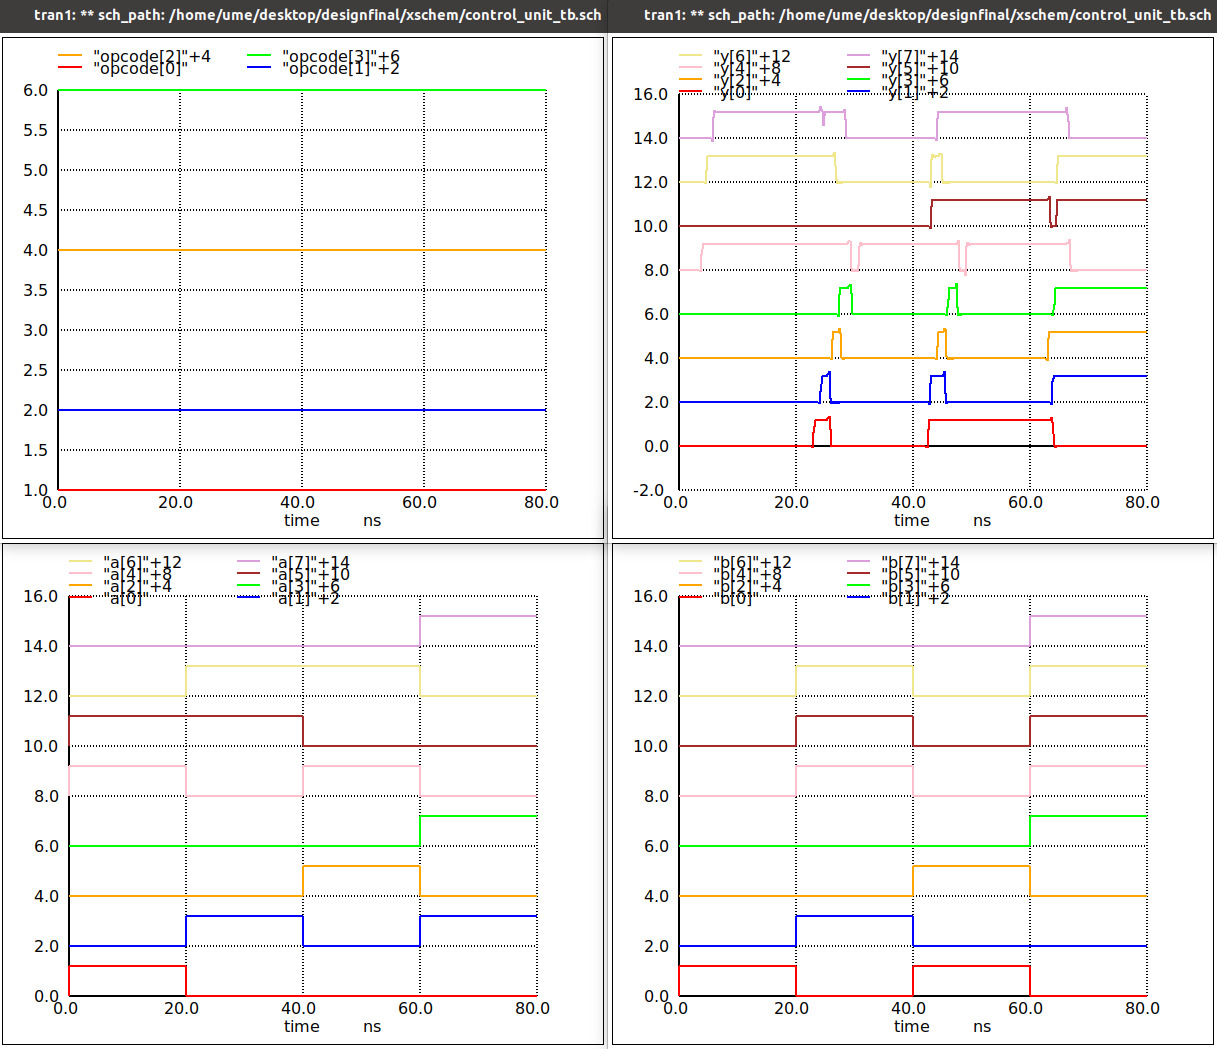 tran1: ** sch_path: /home/ume/desktop/designfinal/xschem/control_unit_tb.sch
"opcode[2]"+4 "opcode[3]"+6
"opcode[0]" "opcode[1]"+2
6.0
5.5
5.0
4.5
4.0
3.5
3.0
2.5
2.0
1.5
1.0
0.0 20.0 40.0 60.0 80.0
time ns
tran1: ** sch_path: /home/ume/desktop/designfinal/xschem/control_unit_tb.sch
"y[6]"+12 "y[7]"+14
"y[4]"+8 "y[5]"+10
"y[2]"+4 "y[3]"+6
"y[0]" "y[1]"+2
16.0
14.0
12.0
10.0
8.0
6.0
4.0
2.0
0.0
-2.0
0.0 20.0 40.0 60.0 80.0
time ns
"a[6]"+12 "a[7]"+14
"a[4]"+8 "a[5]"+10
"a[2]"+4 "a[3]"+6
"a[0]" "a[1]"+2
16.0
14.0
12.0
10.0
8.0
6.0
4.0
2.0
0.0
0.0 20.0 40.0 60.0 80.0
time ns
"b[6]"+12 "b[7]"+14
"b[4]"+8 "b[5]"+10
"b[2]"+4 "b[3]"+6
"b[0]" "b[1]"+2
16.0
14.0
12.0
10.0
8.0
6.0
4.0
2.0
0.0
0.0 20.0 40.0 60.0 80.0
time ns